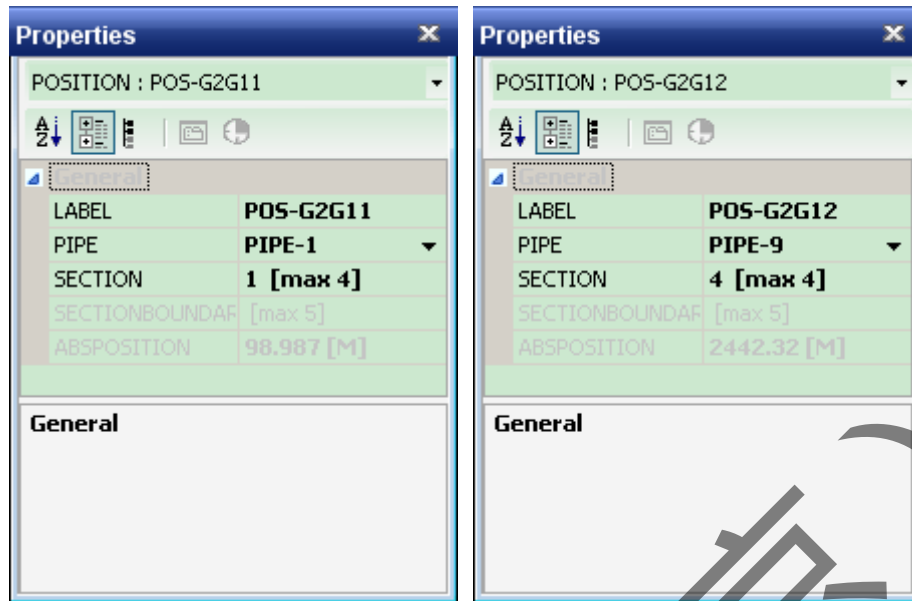 Properties
POSITION : POS-G2G11
General
LABEL POS-G2G11
PIPE PIPE-1
SECTION 1 [max 4]
SECTIONBOUNDAR [max 5]
ABSPOSITION 98.987 [M]
General
Properties
POSITION : POS-G2G12
General
LABEL POS-G2G12
PIPE PIPE-9
SECTION 4 [max 4]
SECTIONBOUNDAR [max 5]
ABSPOSITION 2442.32 [M]
General